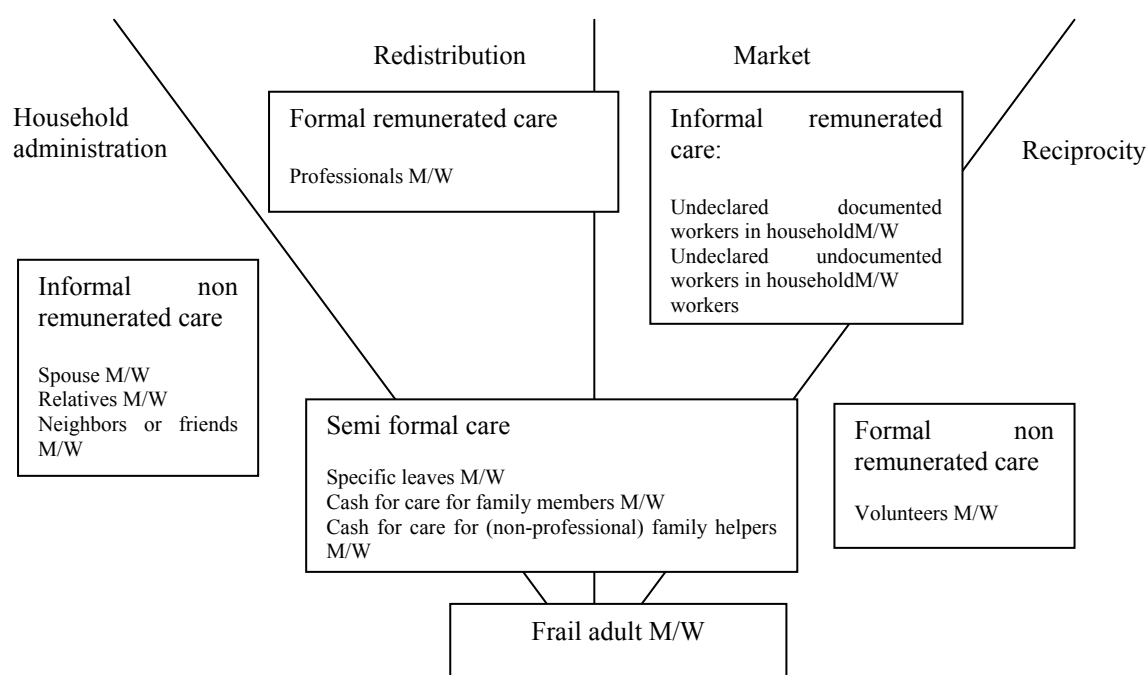 Redistribution
Market
Household
administration
Formal remunerated care
Professionals M/W
Informal remunerated
care:
Undeclared documented
workers in householdM/W
Undeclared undocumented
workers in householdM/W
workers
Reciprocity
Informal non
remunerated care
Spouse M/W
Relatives M/W
Neighbors or friends
M/W
Semi formal care
Specific leaves M/W
Cash for care for family members M/W
Cash for care for (non-professional) family helpers
M/W
Formal non
remunerated care
Volunteers M/W
Frail adult M/W